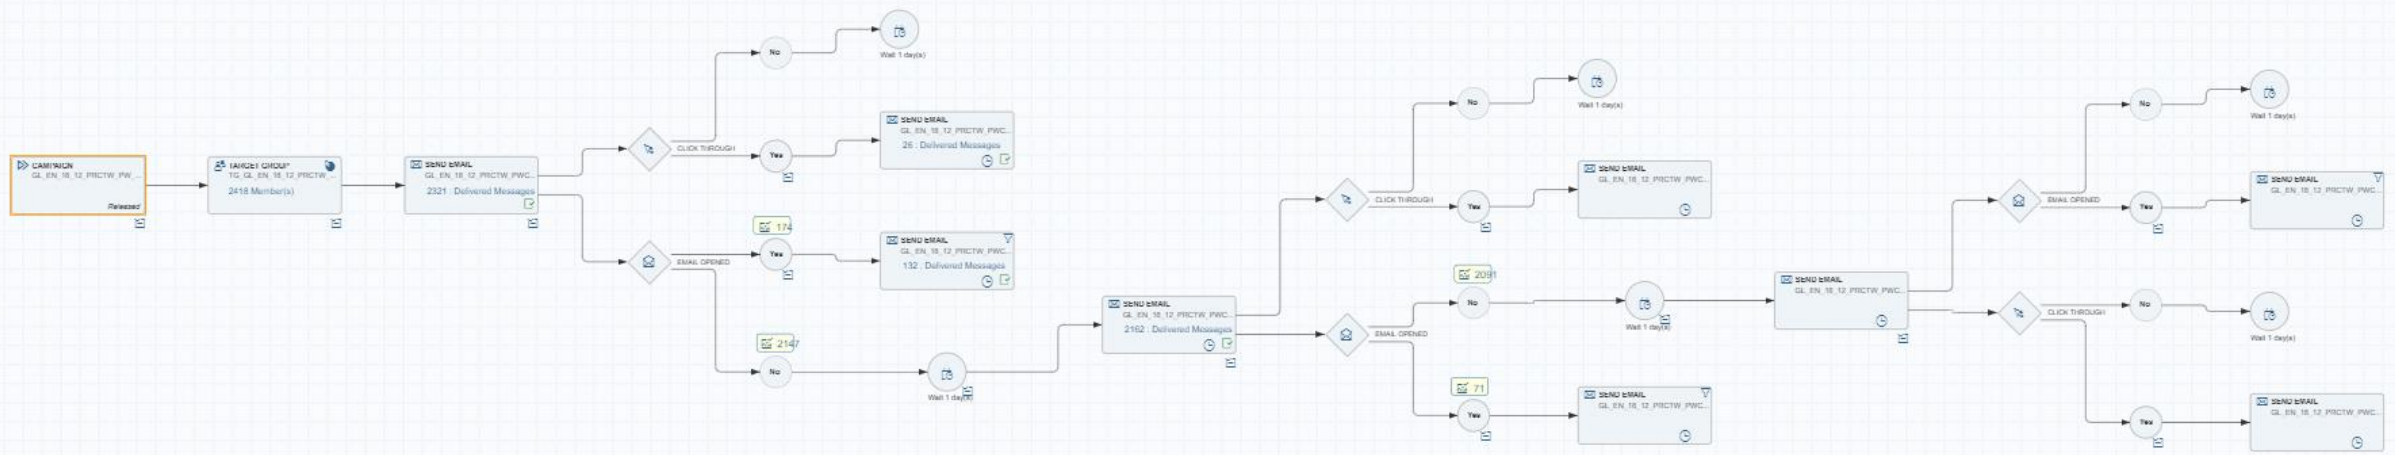 CAMPAIGN
GL_EN_18_12_PRCTW_PW_...
Released
TARGET GROUP
TG_GL_EN_18_12_PRCTW_...
2418 Member(s)
SEND EMAIL
GL_EN_18_12_PRCTW_PWC...
2321 : Delivered Messages
CLICK THROUGH
No
Wait 1 day(s)
Yes
SEND EMAIL
GL_EN_18_12_PRCTW_PWC...
26 : Delivered Messages
EMAIL OPENED
174
Yes
SEND EMAIL
GL_EN_18_12_PRCTW_PWC...
132 : Delivered Messages
2147
No
Wait 1 day(s)
SEND EMAIL
GL_EN_18_12_PRCTW_PWC...
2162 : Delivered Messages
CLICK THROUGH
No
Wait 1 day(s)
Yes
SEND EMAIL
GL_EN_18_12_PRCTW_PWC...
EMAIL OPENED
2091
No
Wait 1 day(s)
71
Yes
SEND EMAIL
GL_EN_18_12_PRCTW_PWC...
SEND EMAIL
GL_EN_18_12_PRCTW_PWC...
EMAIL OPENED
No
Wait 1 day(s)
Yes
SEND EMAIL
GL_EN_18_12_PRCTW_PWC...
CLICK THROUGH
No
Wait 1 day(s)
Yes
SEND EMAIL
GL_EN_18_12_PRCTW_PWC...